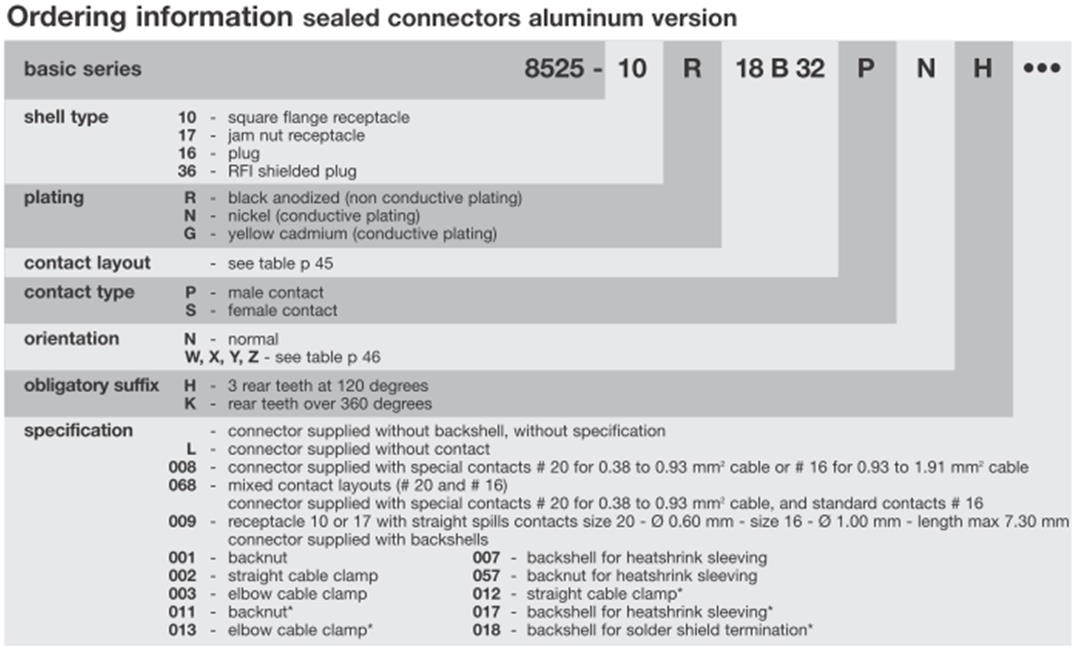 Ordering information sealed connectors aluminum version
basic series 8525 - 10 R 18 B 32 P N H •••
shell type 10 - square flange receptacle
17 - jam nut receptacle
16 - plug
36 - RFI shielded plug
plating R - black anodized (non conductive plating)
N - nickel (conductive plating)
G - yellow cadmium (conductive plating)
contact layout - see table p 45
contact type P - male contact
S - female contact
orientation N - normal
W, X, Y, Z - see table p 46
obligatory suffix H - 3 rear teeth at 120 degrees
K - rear teeth over 360 degrees
specification - connector supplied without backshell, without specification
L - connector supplied without contact
008 - connector supplied with special contacts # 20 for 0.38 to 0.93 mm² cable or # 16 for 0.93 to 1.91 mm² cable
068 - mixed contact layouts (# 20 and # 16)
connector supplied with special contacts # 20 for 0.38 to 0.93 mm² cable, and standard contacts # 16
009 - receptacle 10 or 17 with straight spills contacts size 20 - Ø 0.60 mm - size 16 - Ø 1.00 mm - length max 7.30 mm
connector supplied with backshells
001 - backnut 007 - backshell for heatshrink sleeving
002 - straight cable clamp 057 - backnut for heatshrink sleeving
003 - elbow cable clamp 012 - straight cable clamp*
011 - backnut* 017 - backshell for heatshrink sleeving*
013 - elbow cable clamp* 018 - backshell for solder shield termination*